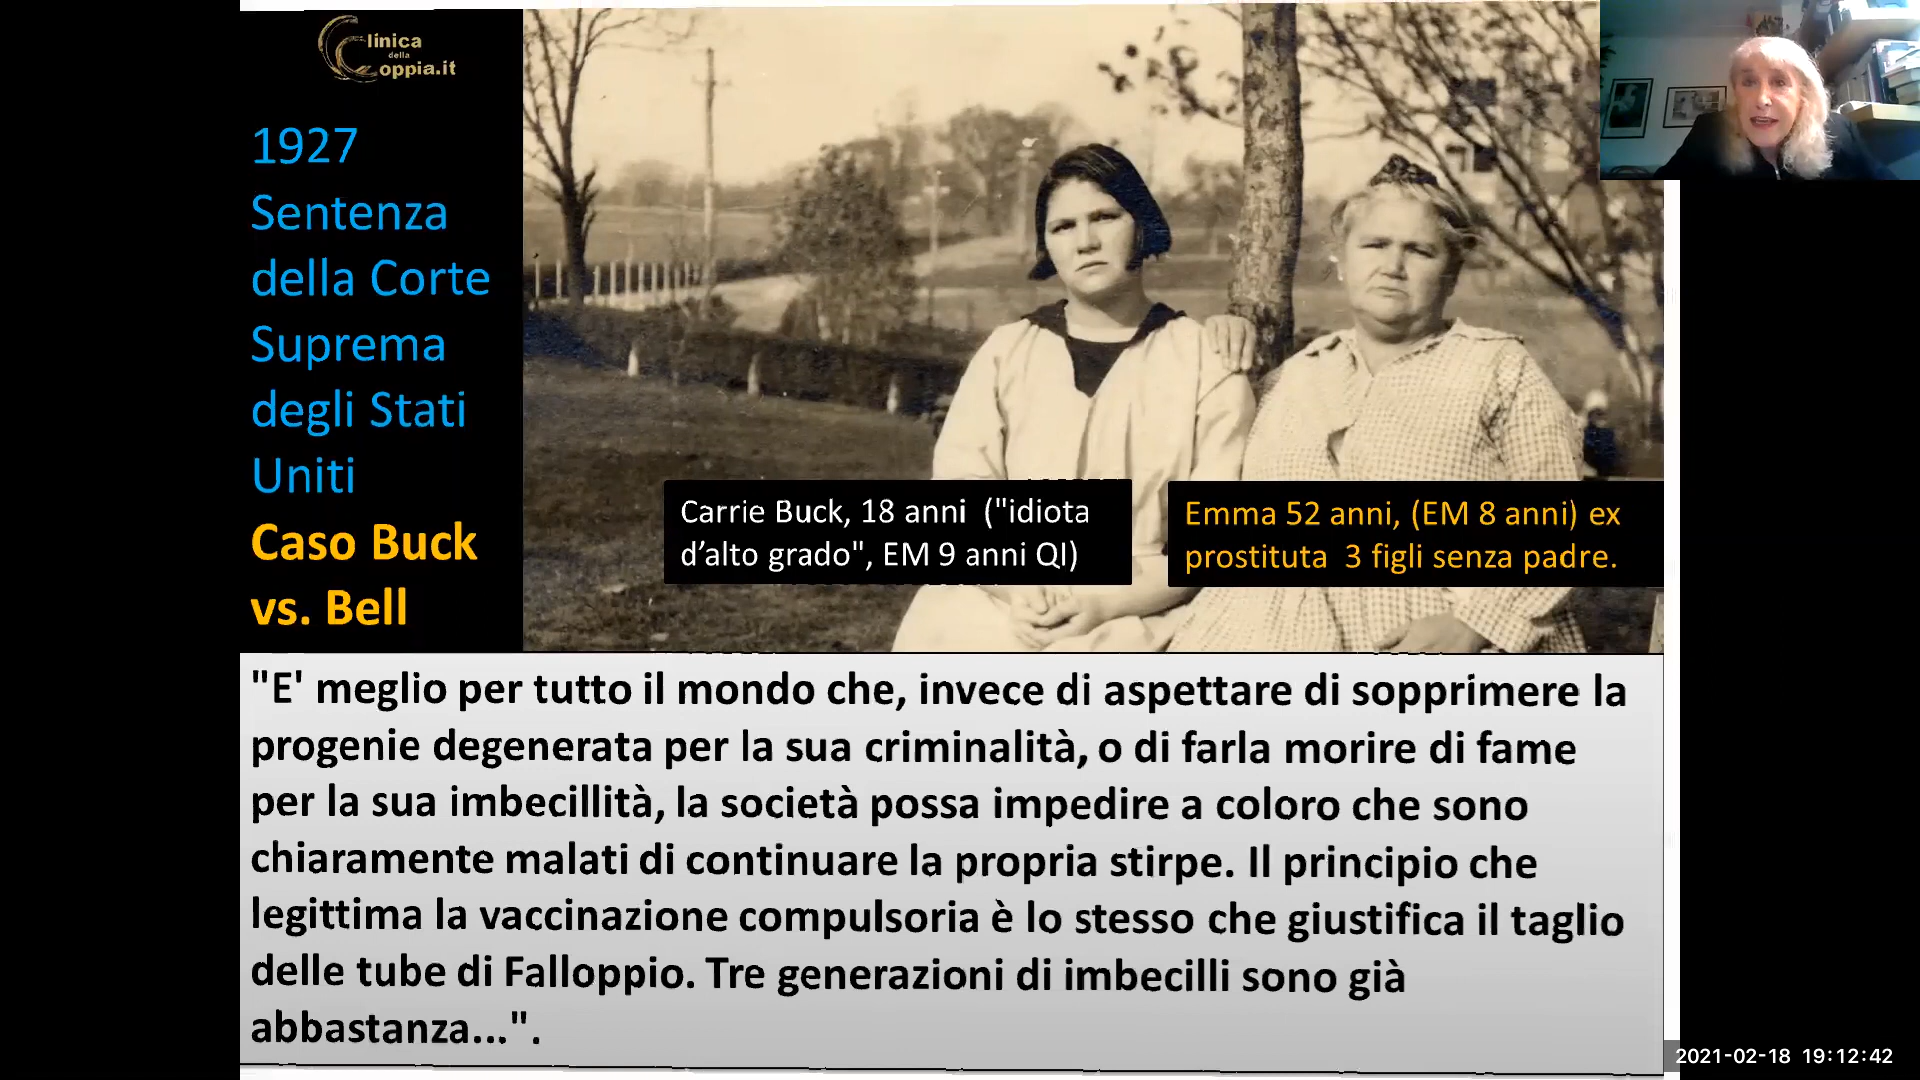 Clinica
della
Coppia.it
1927
Sentenza
della Corte
Suprema
degli Stati
Uniti
Caso Buck
vs. Bell
Carrie Buck, 18 anni ("idiota
d'alto grado", EM 9 anni QI)
Emma 52 anni, (EM 8 anni) ex
prostituta 3 figli senza padre.
"E' meglio per tutto il mondo che, invece di aspettare di sopprimere la
progenie degenerata per la sua criminalità, o di farla morire di fame
per la sua imbecillità, la società possa impedire a coloro che sono
chiaramente malati di continuare la propria stirpe. Il principio che
legittima la vaccinazione compulsoria è lo stesso che giustifica il taglio
delle tube di Falloppio. Tre generazioni di imbecilli sono già
abbastanza...".
2021-02-18 19:12:42